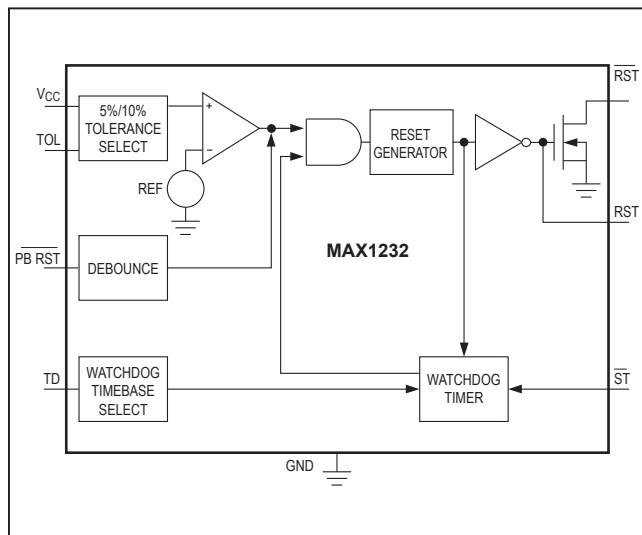 RST
VCC
5%/10%
TOLERANCE
SELECT
TOL
+
−
REF
RESET
GENERATOR
RST
MAX1232
PB RST
DEBOUNCE
TD
WATCHDOG
TIMEBASE
SELECT
WATCHDOG
TIMER
ST
GND